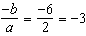 -b/a = -6/2 = -3